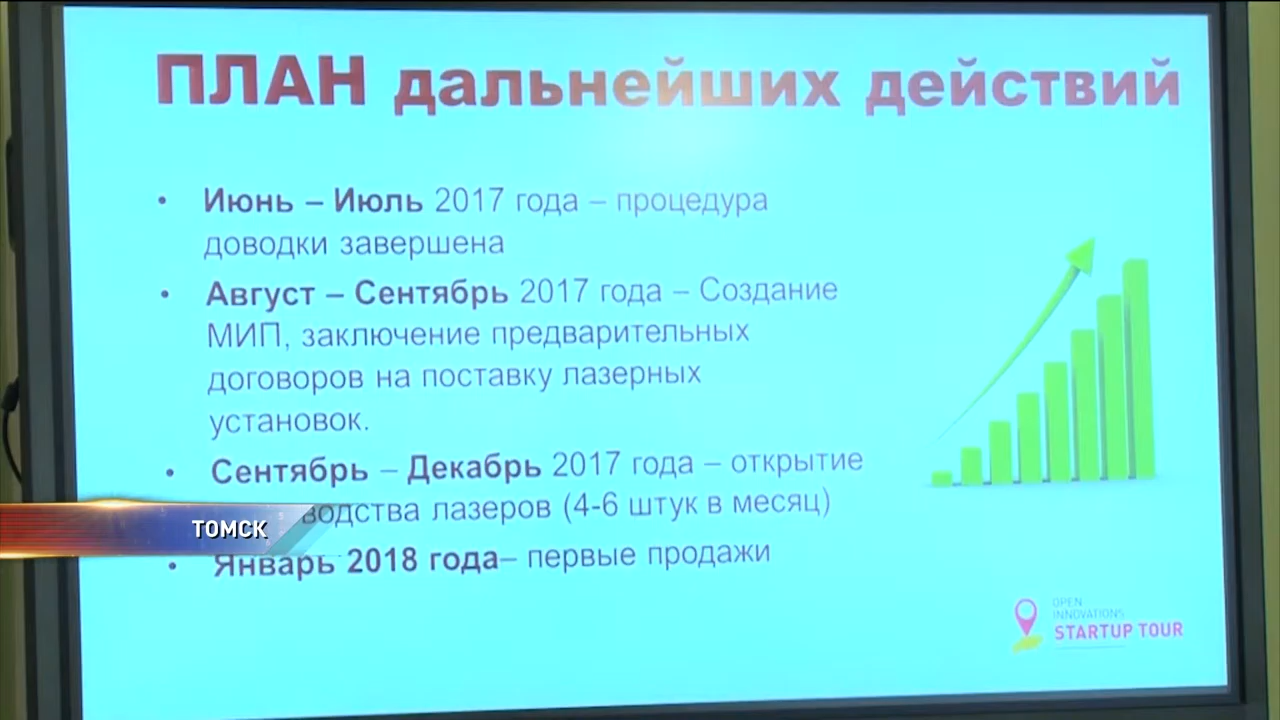 ПЛАН дальнейших действий
• Июнь – Июль 2017 года – процедура
доводки завершена
• Август – Сентябрь 2017 года – Создание
МИП, заключение предварительных
договоров на поставку лазерных
установок.
• Сентябрь – Декабрь 2017 года – открытие
водства лазеров (4-6 штук в месяц)
• Январь 2018 года– первые продажи
ТОМСК
OPEN
INNOVATIONS
STARTUP TOUR